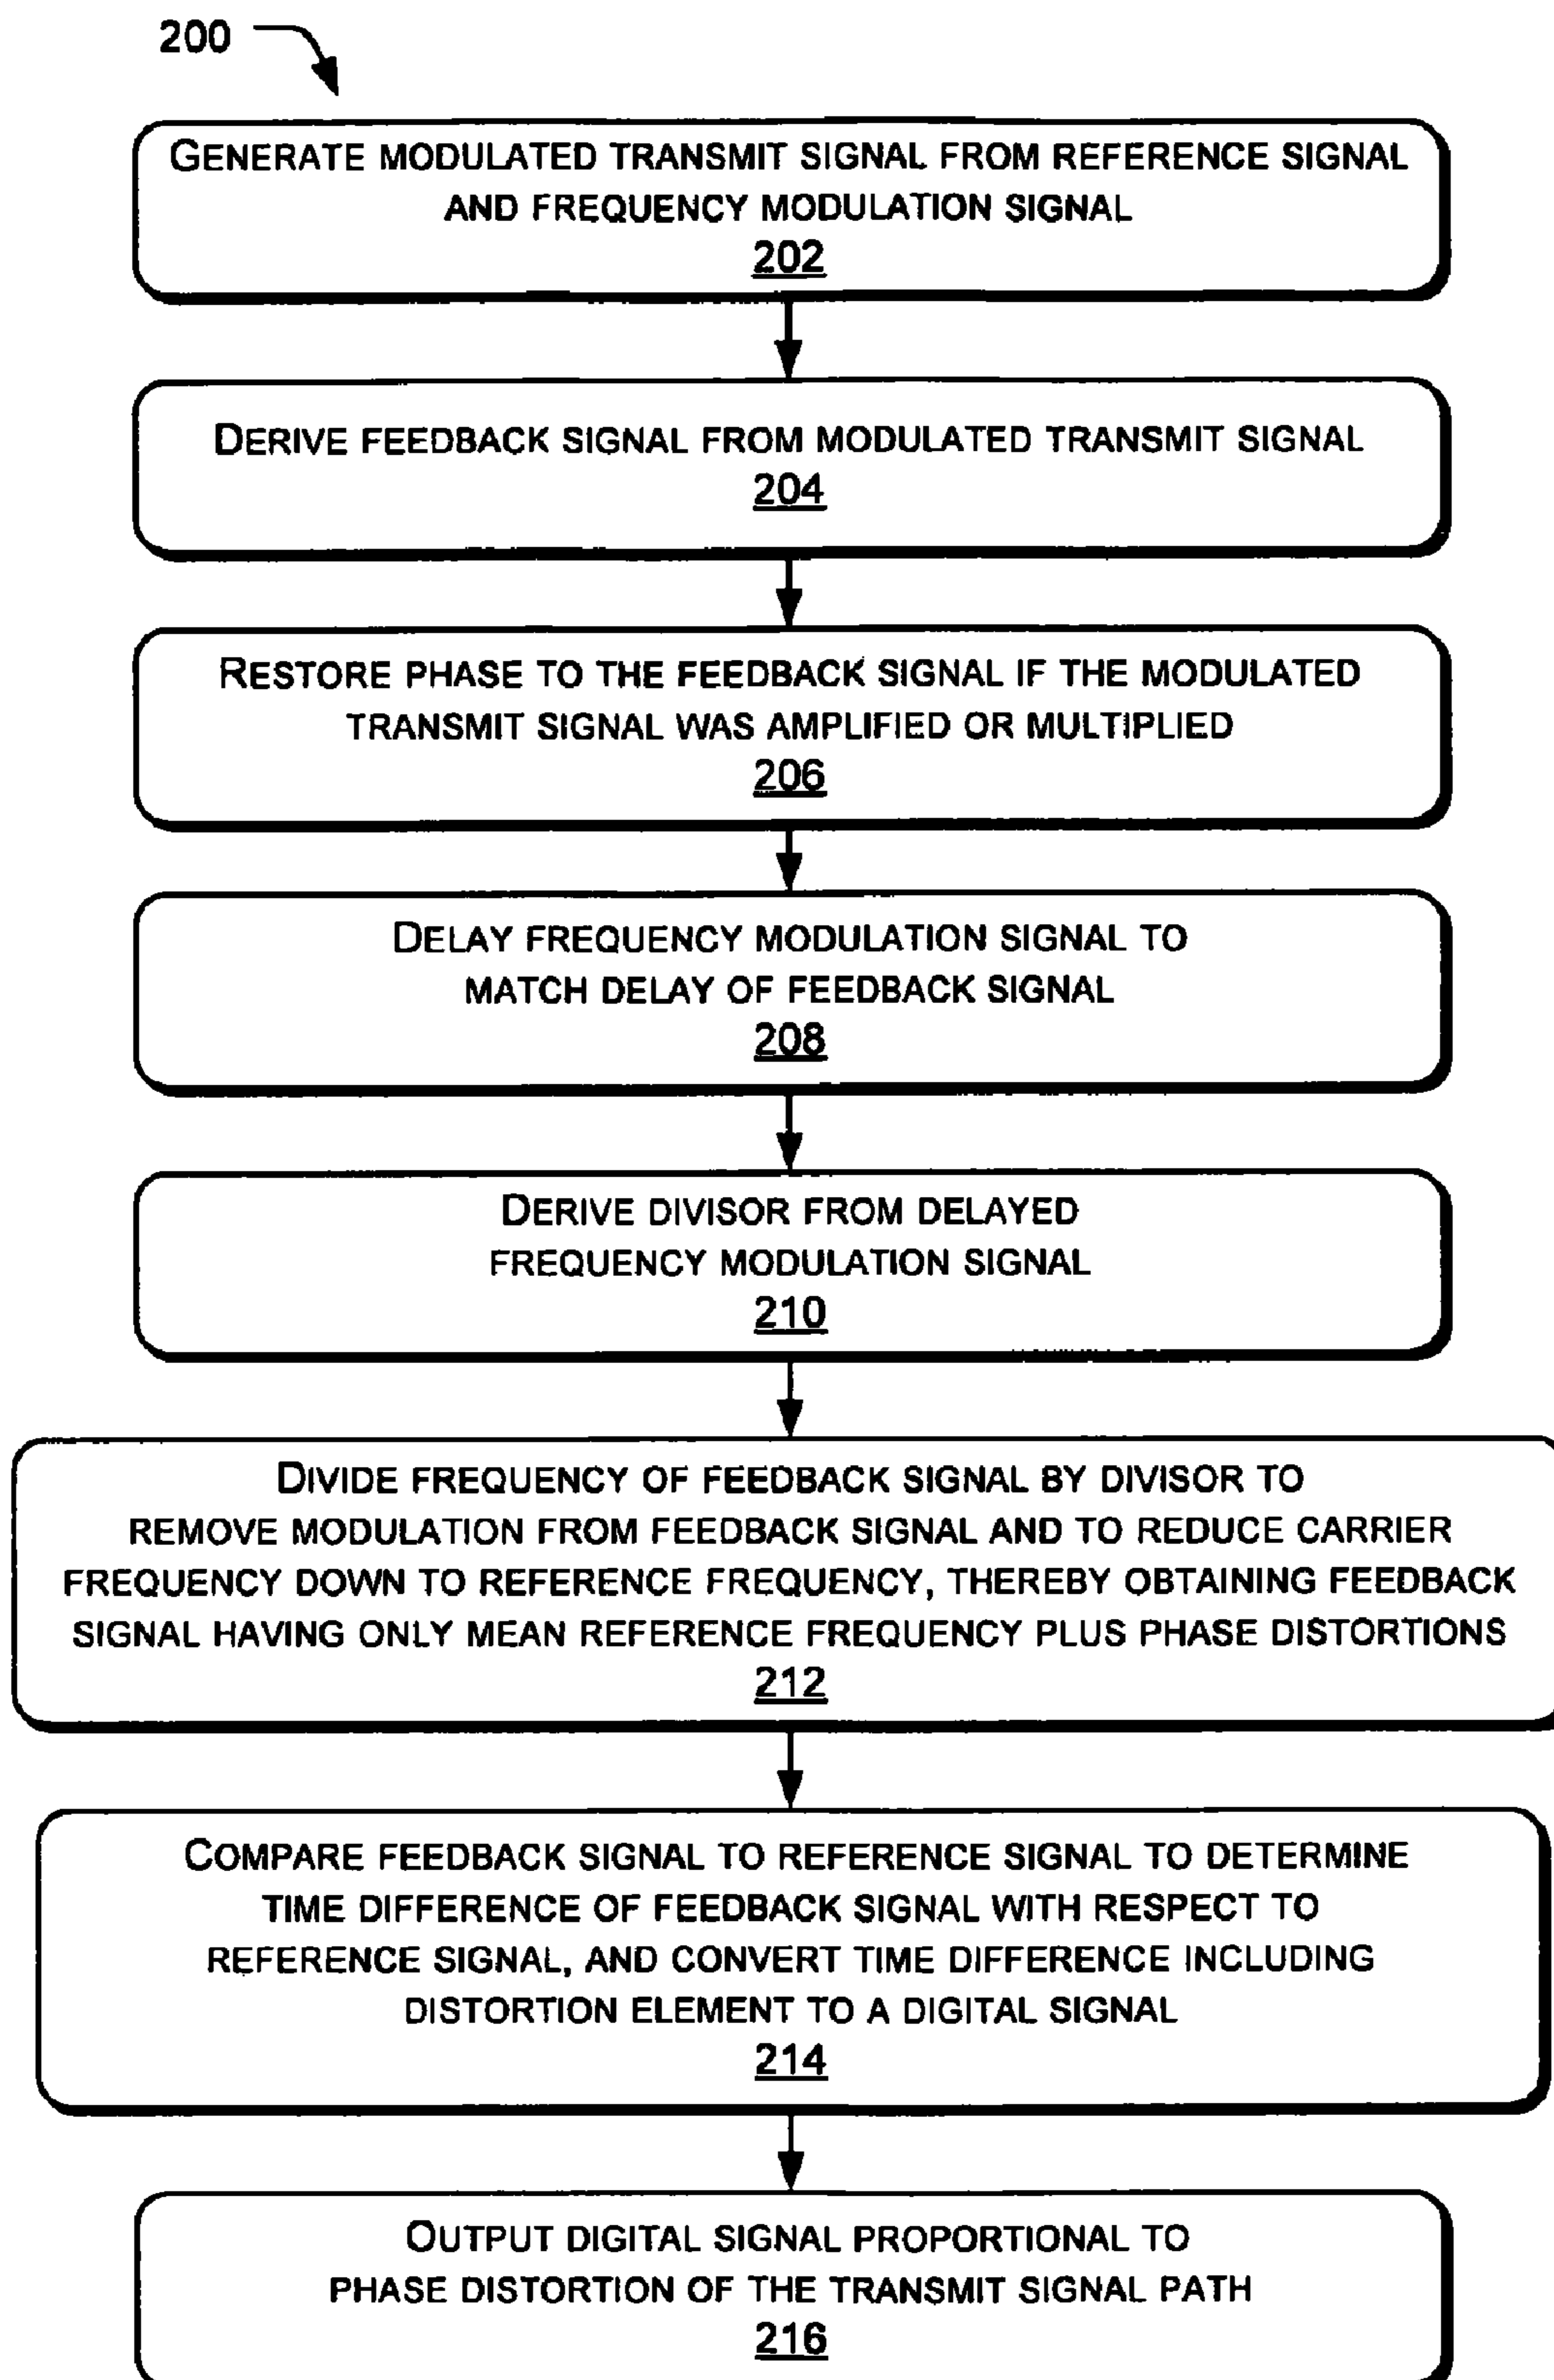 200
GENERATE MODULATED TRANSMIT SIGNAL FROM REFERENCE SIGNAL
AND FREQUENCY MODULATION SIGNAL
202
DERIVE FEEDBACK SIGNAL FROM MODULATED TRANSMIT SIGNAL
204
RESTORE PHASE TO THE FEEDBACK SIGNAL IF THE MODULATED
TRANSMIT SIGNAL WAS AMPLIFIED OR MULTIPLIED
206
DELAY FREQUENCY MODULATION SIGNAL TO
MATCH DELAY OF FEEDBACK SIGNAL
208
DERIVE DIVISOR FROM DELAYED
FREQUENCY MODULATION SIGNAL
210
DIVIDE FREQUENCY OF FEEDBACK SIGNAL BY DIVISOR TO
REMOVE MODULATION FROM FEEDBACK SIGNAL AND TO REDUCE CARRIER
FREQUENCY DOWN TO REFERENCE FREQUENCY, THEREBY OBTAINING FEEDBACK
SIGNAL HAVING ONLY MEAN REFERENCE FREQUENCY PLUS PHASE DISTORTIONS
212
COMPARE FEEDBACK SIGNAL TO REFERENCE SIGNAL TO DETERMINE
TIME DIFFERENCE OF FEEDBACK SIGNAL WITH RESPECT TO
REFERENCE SIGNAL, AND CONVERT TIME DIFFERENCE INCLUDING
DISTORTION ELEMENT TO A DIGITAL SIGNAL
214
OUTPUT DIGITAL SIGNAL PROPORTIONAL TO
PHASE DISTORTION OF THE TRANSMIT SIGNAL PATH
216